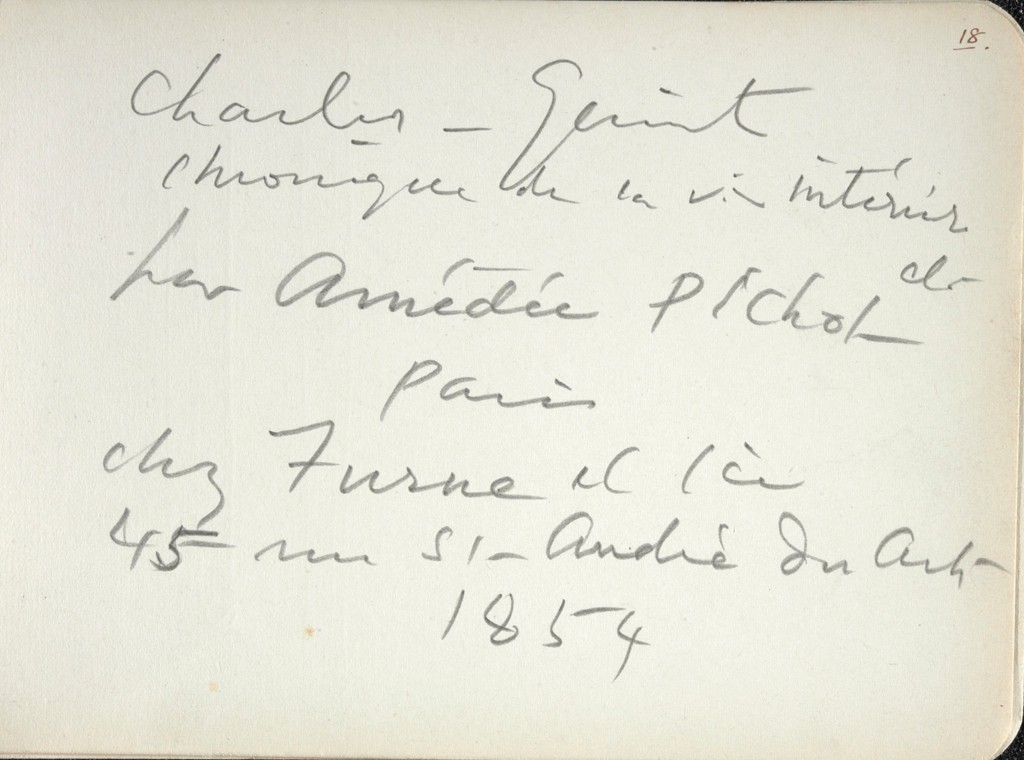 18.
Charles-Quint
chronique de sa vie intérieure
etc
par Amédée Pichot
Paris
chez Furne et Cie
45 rue St-André des Arts
1854